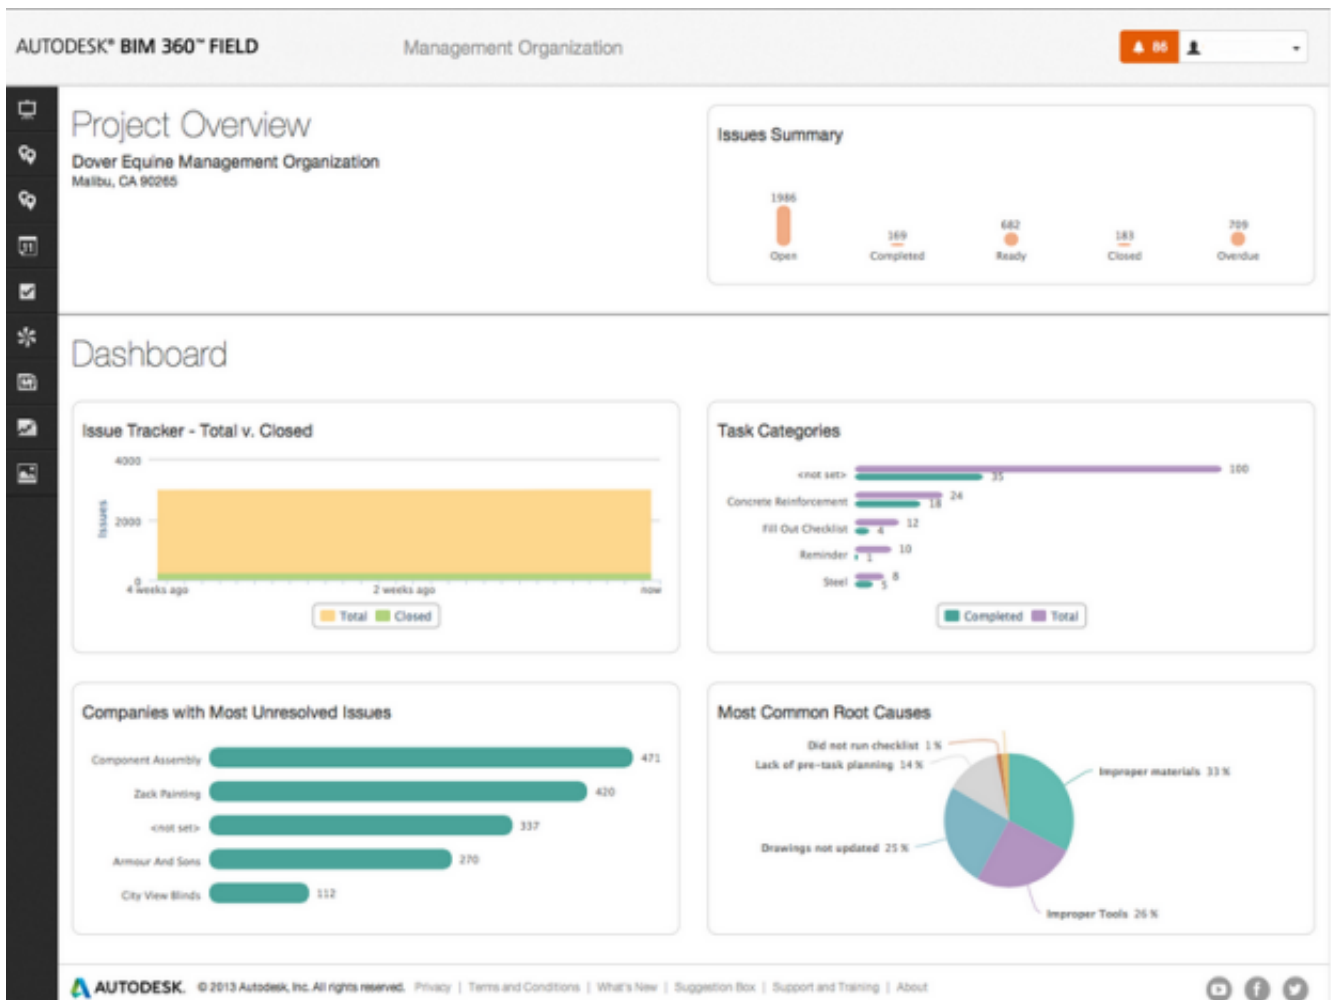 AUTODESK® BIM 360™ FIELD
Management Organization
86
Project Overview
Dover Equine Management Organization
Malibu, CA 90265
Issues Summary
1986
Open
169
Completed
682
Ready
183
Closed
709
Overdue
Dashboard
Issue Tracker - Total v. Closed
4000
Issues
2000
0
4 weeks ago
2 weeks ago
now
Total
Closed
Task Categories
<not set>
100
35
Concrete Reinforcement
24
18
Fill Out Checklist
12
4
Reminder
10
1
Steel
8
5
Completed
Total
Companies with Most Unresolved Issues
Component Assembly
471
Zack Painting
420
<not set>
337
Armour And Sons
270
City View Blinds
112
Most Common Root Causes
Did not run checklist 1 %
Lack of pre-task planning 14 %
Improper materials 33 %
Drawings not updated 25 %
Improper Tools 26 %
AUTODESK. © 2013 Autodesk, Inc. All rights reserved. Privacy | Terms and Conditions | What's New | Suggestion Box | Support and Training | About